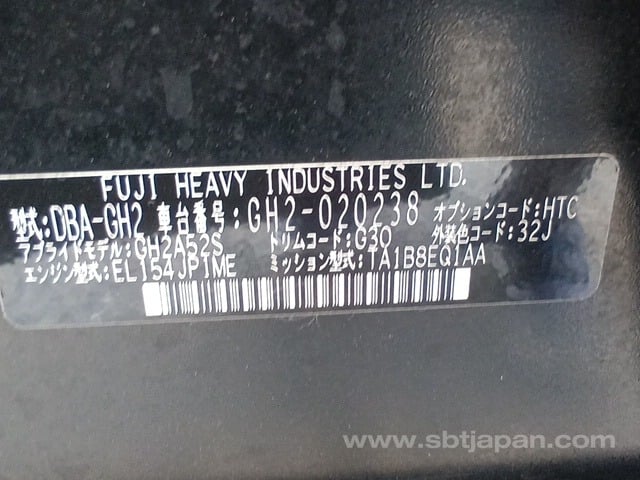 FUJI HEAVY INDUSTRIES LTD.
型式:DBA-GH2 車台番号:GH2-020238 オプションコード:HTC
アプライドモデル:GH2A52S トリムコード:G30 外装色コード:32J
エンジン型式:EL154JP1ME ミッション型式:TA1B8EQ1AA
www.sbtjapan.com